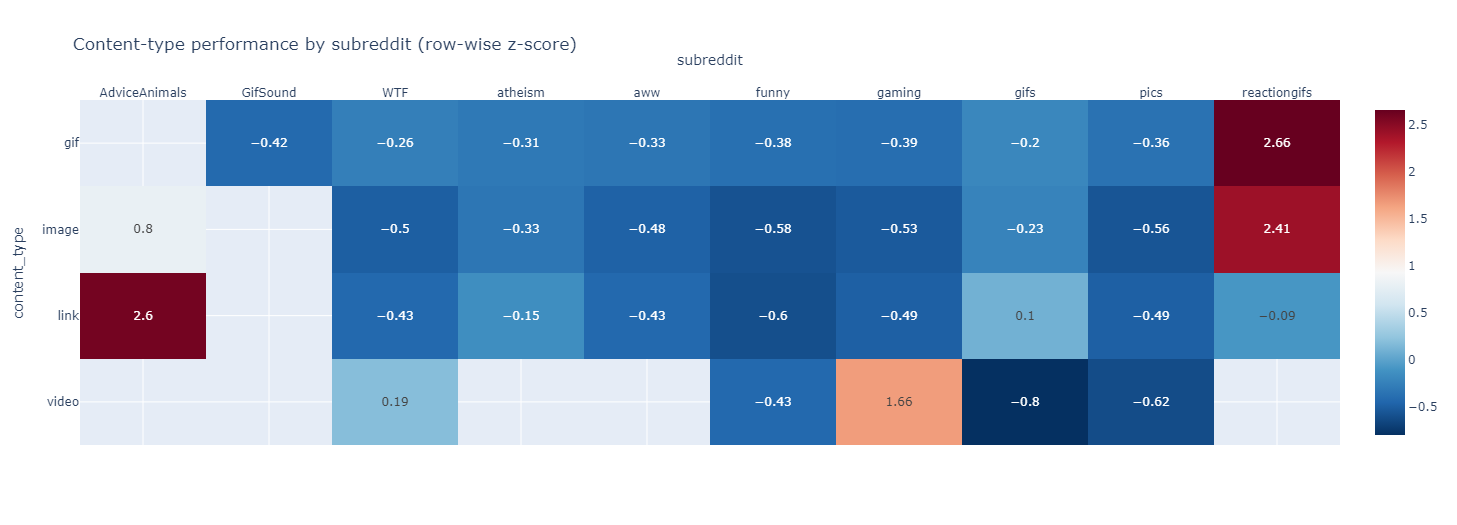 Content-type performance by subreddit (row-wise z-score)
subreddit
AdviceAnimals GifSound WTF atheism aww funny gaming gifs pics reactiongifs
content_type
gif −0.42 −0.26 −0.31 −0.33 −0.38 −0.39 −0.2 −0.36 2.66
image 0.8 −0.5 −0.33 −0.48 −0.58 −0.53 −0.23 −0.56 2.41
link 2.6 −0.43 −0.15 −0.43 −0.6 −0.49 0.1 −0.49 −0.09
video 0.19 −0.43 1.66 −0.8 −0.62
2.5
2
1.5
1
0.5
0
−0.5